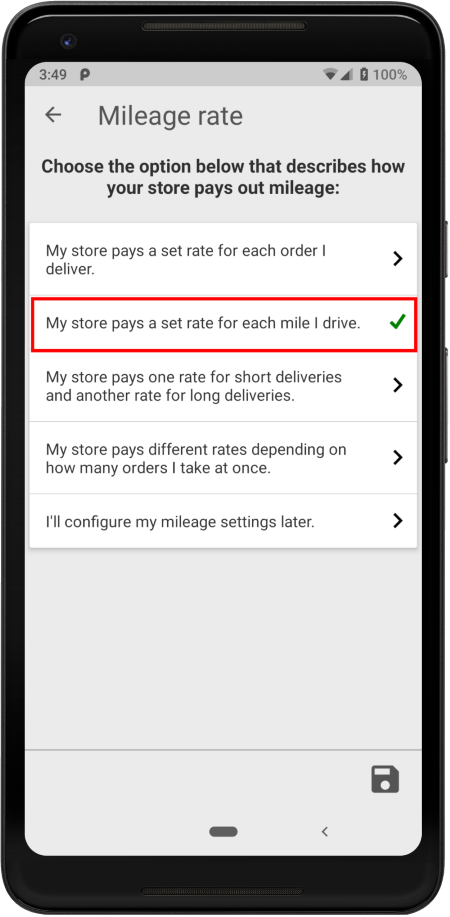 3:49
100%
Mileage rate
Choose the option below that describes how
your store pays out mileage:
My store pays a set rate for each order I
deliver.
My store pays a set rate for each mile I drive.
My store pays one rate for short deliveries
and another rate for long deliveries.
My store pays different rates depending on
how many orders I take at once.
I'll configure my mileage settings later.